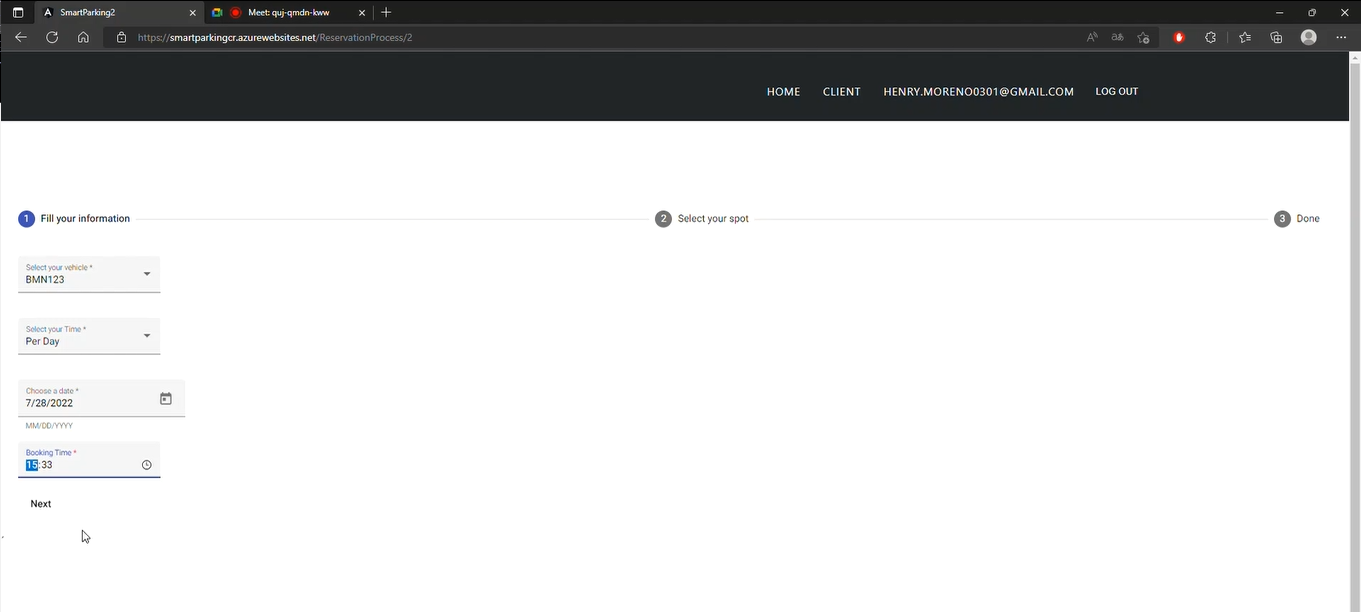 SmartParking2
Meet: quj-qmdn-kww
https://smartparkingcr.azurewebsites.net/ReservationProcess/2
HOME CLIENT HENRY.MORENO0301@GMAIL.COM LOG OUT
1 Fill your information
2 Select your spot
3 Done
Select your vehicle *
BMN123
Select your Time *
Per Day
Choose a date *
7/28/2022
MM/DD/YYYY
Booking Time *
15:33
Next